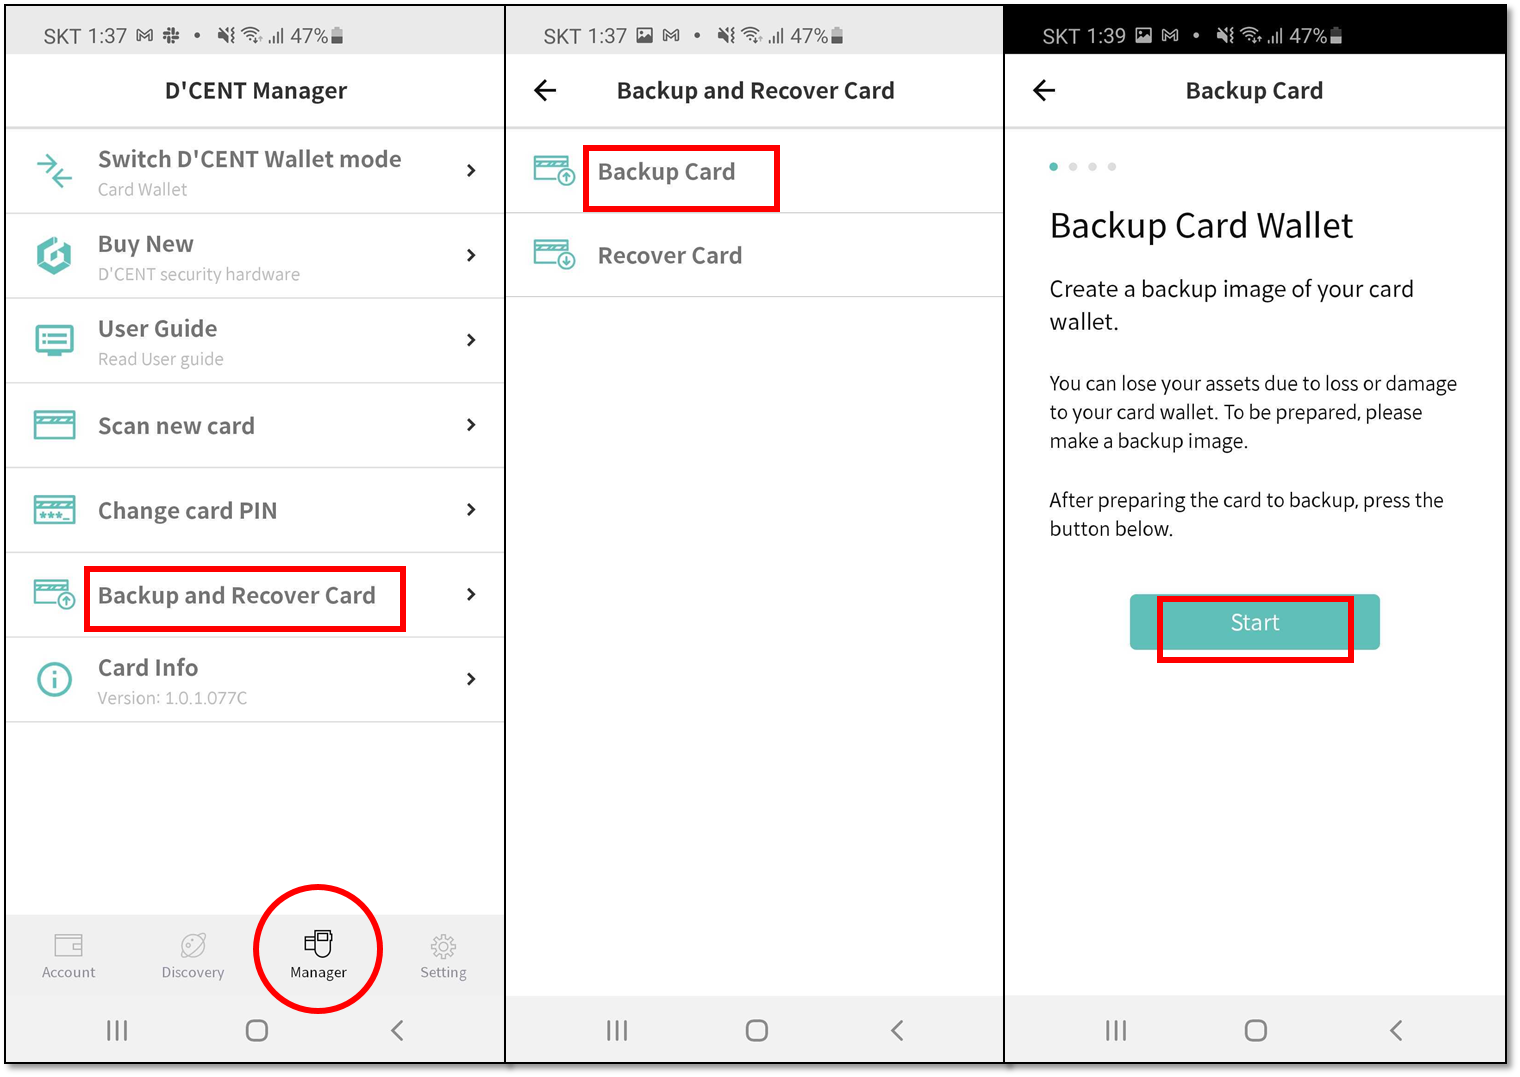 SKT 1:37 47%
D'CENT Manager
Switch D'CENT Wallet mode
Card Wallet
Buy New
D'CENT security hardware
User Guide
Read User guide
Scan new card
Change card PIN
Backup and Recover Card
Card Info
Version: 1.0.1.077C
Account Discovery Manager Setting
SKT 1:37 47%
Backup and Recover Card
Backup Card
Recover Card
SKT 1:39 47%
Backup Card
Backup Card Wallet
Create a backup image of your card
wallet.
You can lose your assets due to loss or damage
to your card wallet. To be prepared, please
make a backup image.
After preparing the card to backup, press the
button below.
Start